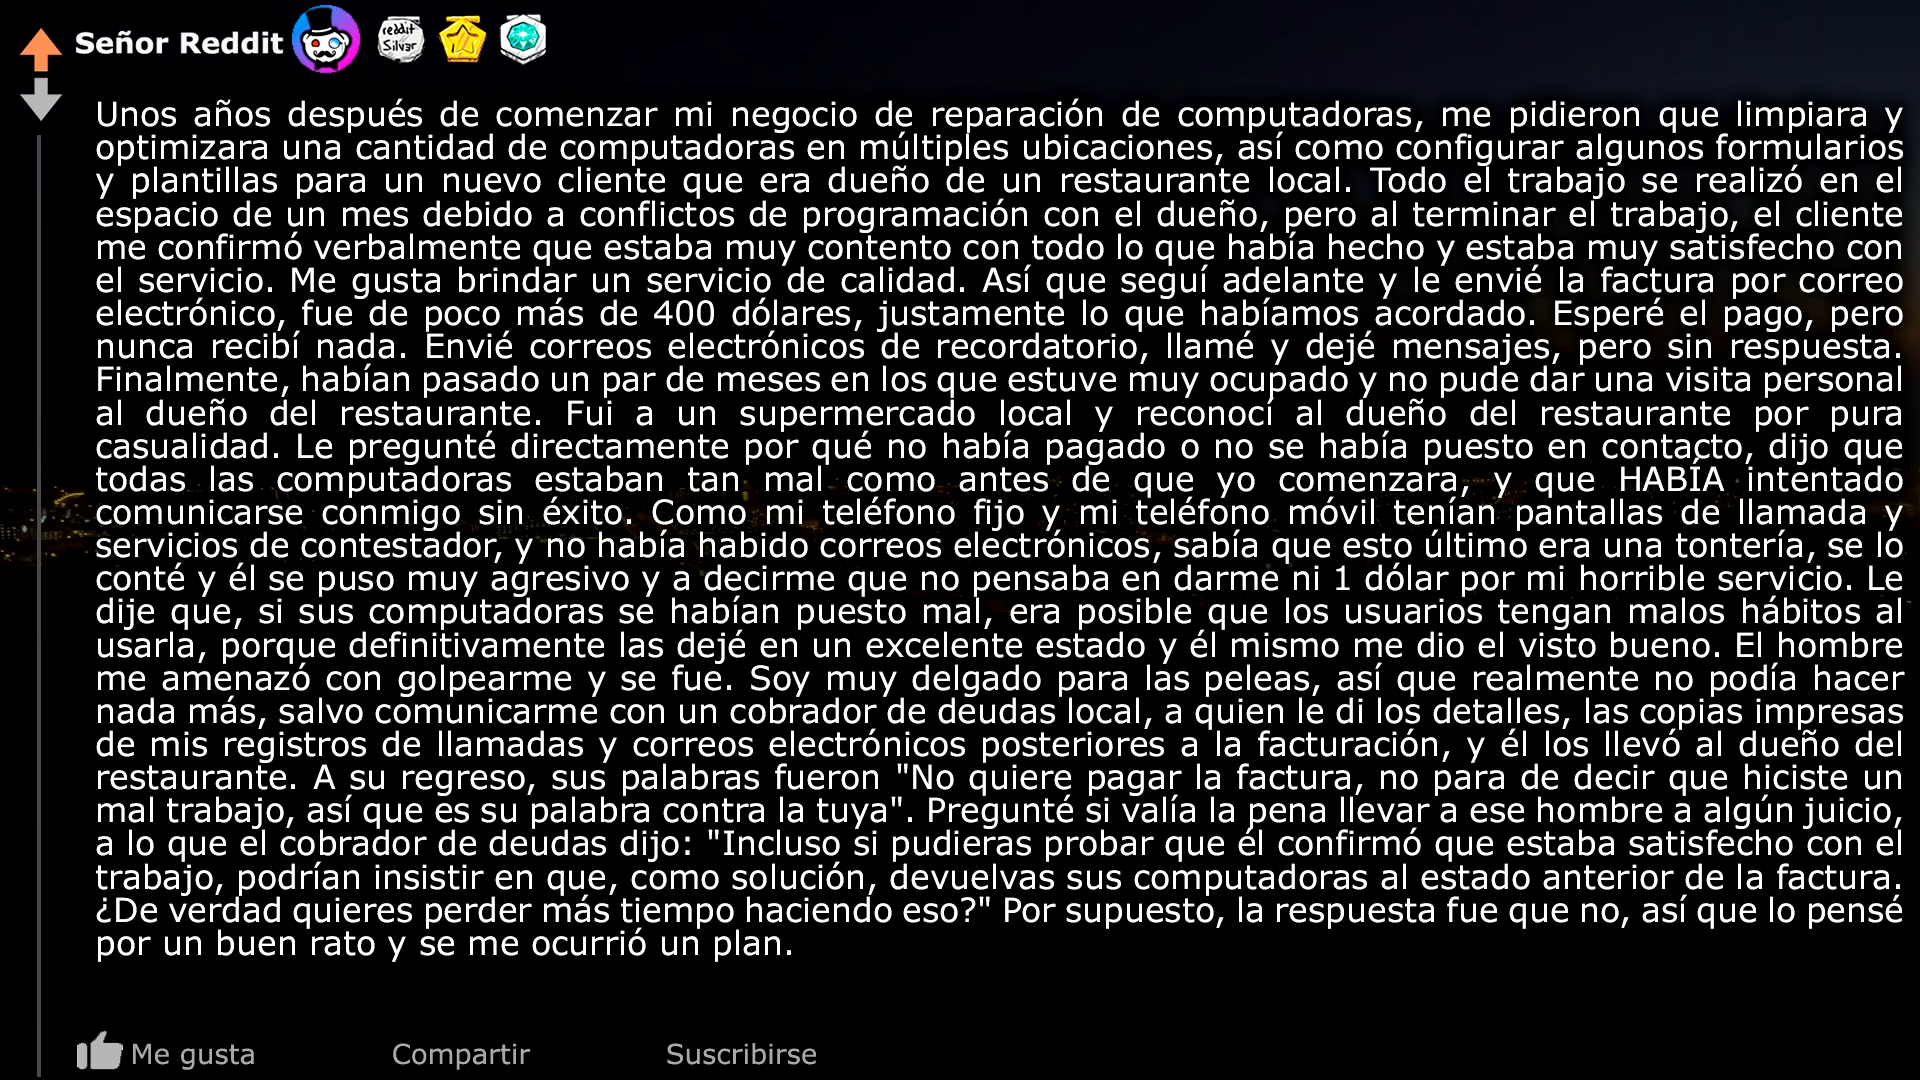 Señor Reddit
reddit
Silv3r
Unos años después de comenzar mi negocio de reparación de computadoras, me pidieron que limpiara y
optimizara una cantidad de computadoras en múltiples ubicaciones, así como configurar algunos formularios
y plantillas para un nuevo cliente que era dueño de un restaurante local. Todo el trabajo se realizó en el
espacio de un mes debido a conflictos de programación con el dueño, pero al terminar el trabajo, el cliente
me confirmó verbalmente que estaba muy contento con todo lo que había hecho y estaba muy satisfecho con
el servicio. Me gusta brindar un servicio de calidad. Así que seguí adelante y le envié la factura por correo
electrónico, fue de poco más de 400 dólares, justamente lo que habíamos acordado. Esperé el pago, pero
nunca recibí nada. Envié correos electrónicos de recordatorio, llamé y dejé mensajes, pero sin respuesta.
Finalmente, habían pasado un par de meses en los que estuve muy ocupado y no pude dar una visita personal
al dueño del restaurante. Fui a un supermercado local y reconocí al dueño del restaurante por pura
casualidad. Le pregunté directamente por qué no había pagado o no se había puesto en contacto, dijo que
todas las computadoras estaban tan mal como antes de que yo comenzara, y que HABÍA intentado
comunicarse conmigo sin éxito. Como mi teléfono fijo y mi teléfono móvil tenían pantallas de llamada y
servicios de contestador, y no había habido correos electrónicos, sabía que esto último era una tontería, se lo
conté y él se puso muy agresivo y a decirme que no pensaba en darme ni 1 dólar por mi horrible servicio. Le
dije que, si sus computadoras se habían puesto mal, era posible que los usuarios tengan malos hábitos al
usarla, porque definitivamente las dejé en un excelente estado y él mismo me dio el visto bueno. El hombre
me amenazó con golpearme y se fue. Soy muy delgado para las peleas, así que realmente no podía hacer
nada más, salvo comunicarme con un cobrador de deudas local, a quien le di los detalles, las copias impresas
de mis registros de llamadas y correos electrónicos posteriores a la facturación, y él los llevó al dueño del
restaurante. A su regreso, sus palabras fueron "No quiere pagar la factura, no para de decir que hiciste un
mal trabajo, así que es su palabra contra la tuya". Pregunté si valía la pena llevar a ese hombre a algún juicio,
a lo que el cobrador de deudas dijo: "Incluso si pudieras probar que él confirmó que estaba satisfecho con el
trabajo, podrían insistir en que, como solución, devuelvas sus computadoras al estado anterior de la factura.
¿De verdad quieres perder más tiempo haciendo eso?" Por supuesto, la respuesta fue que no, así que lo pensé
por un buen rato y se me ocurrió un plan.
Me gusta Compartir Suscribirse